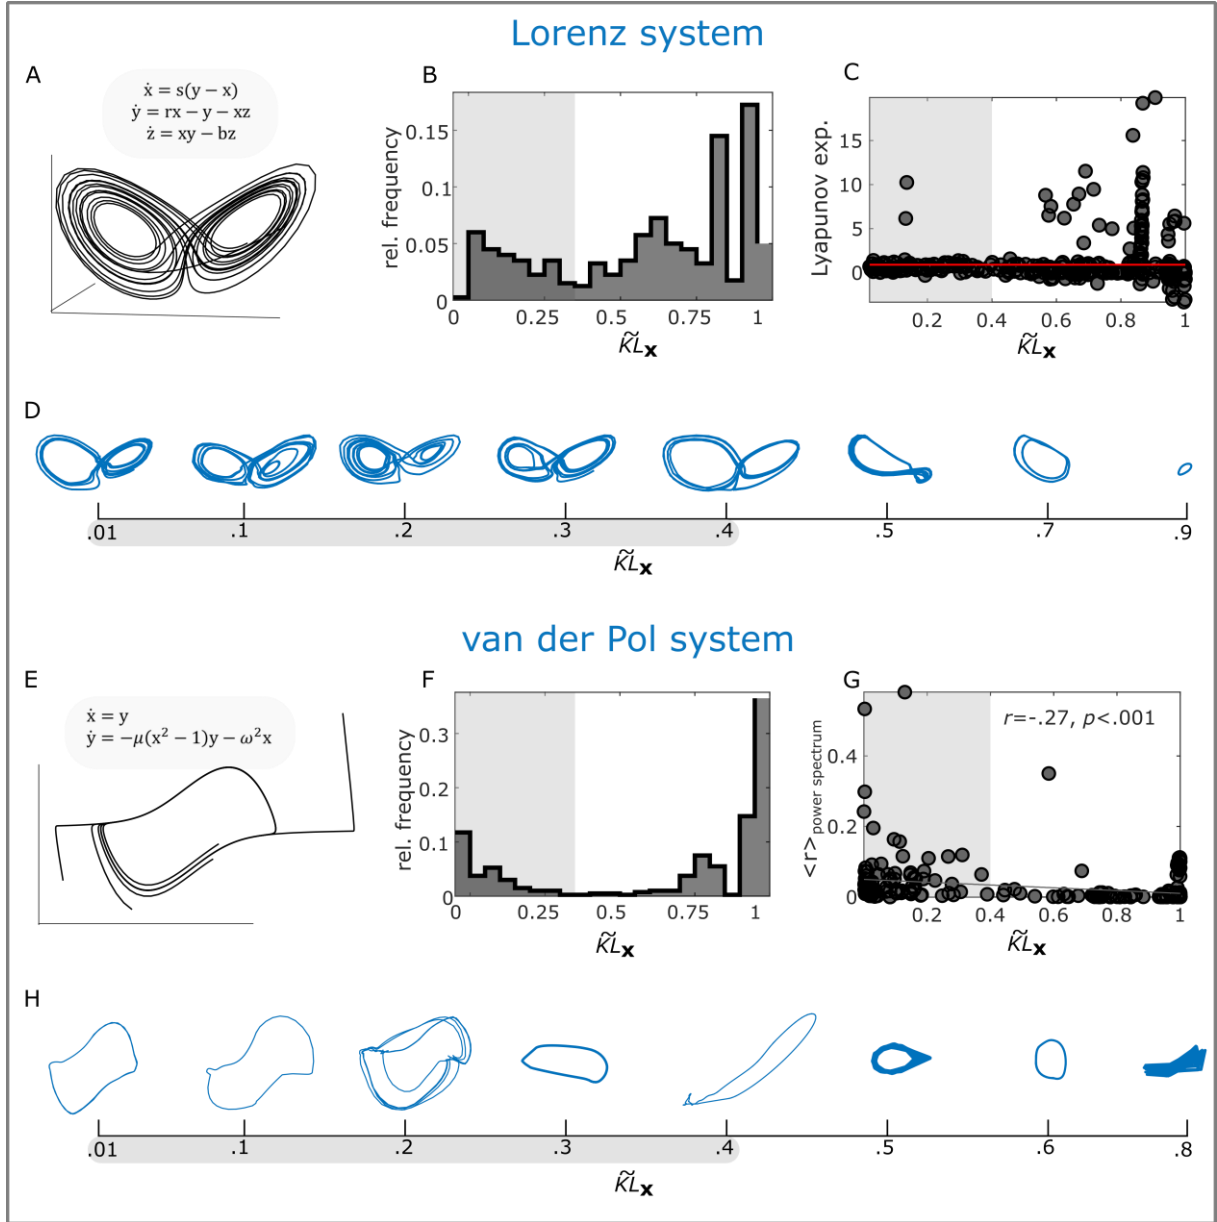 Lorenz system
A
ẋ = s(y − x)
ẏ = rx − y − xz
ż = xy − bz
B
rel. frequency
0.15
0.1
0.05
0
0 0.25 0.5 0.75 1
K̃L𝐱
C
Lyapunov exp.
15
10
5
0
0.2 0.4 0.6 0.8 1
K̃L𝐱
D
.01 .1 .2 .3 .4 .5 .7 .9
K̃L𝐱
van der Pol system
E
ẋ = y
ẏ = −μ(x² − 1)y − ω²x
F
rel. frequency
0.3
0.2
0.1
0
0 0.25 0.5 0.75 1
K̃L𝐱
G
r=-.27, p<.001
<r>power spectrum
0.4
0.2
0
0.2 0.4 0.6 0.8 1
K̃L𝐱
H
.01 .1 .2 .3 .4 .5 .6 .8
K̃L𝐱